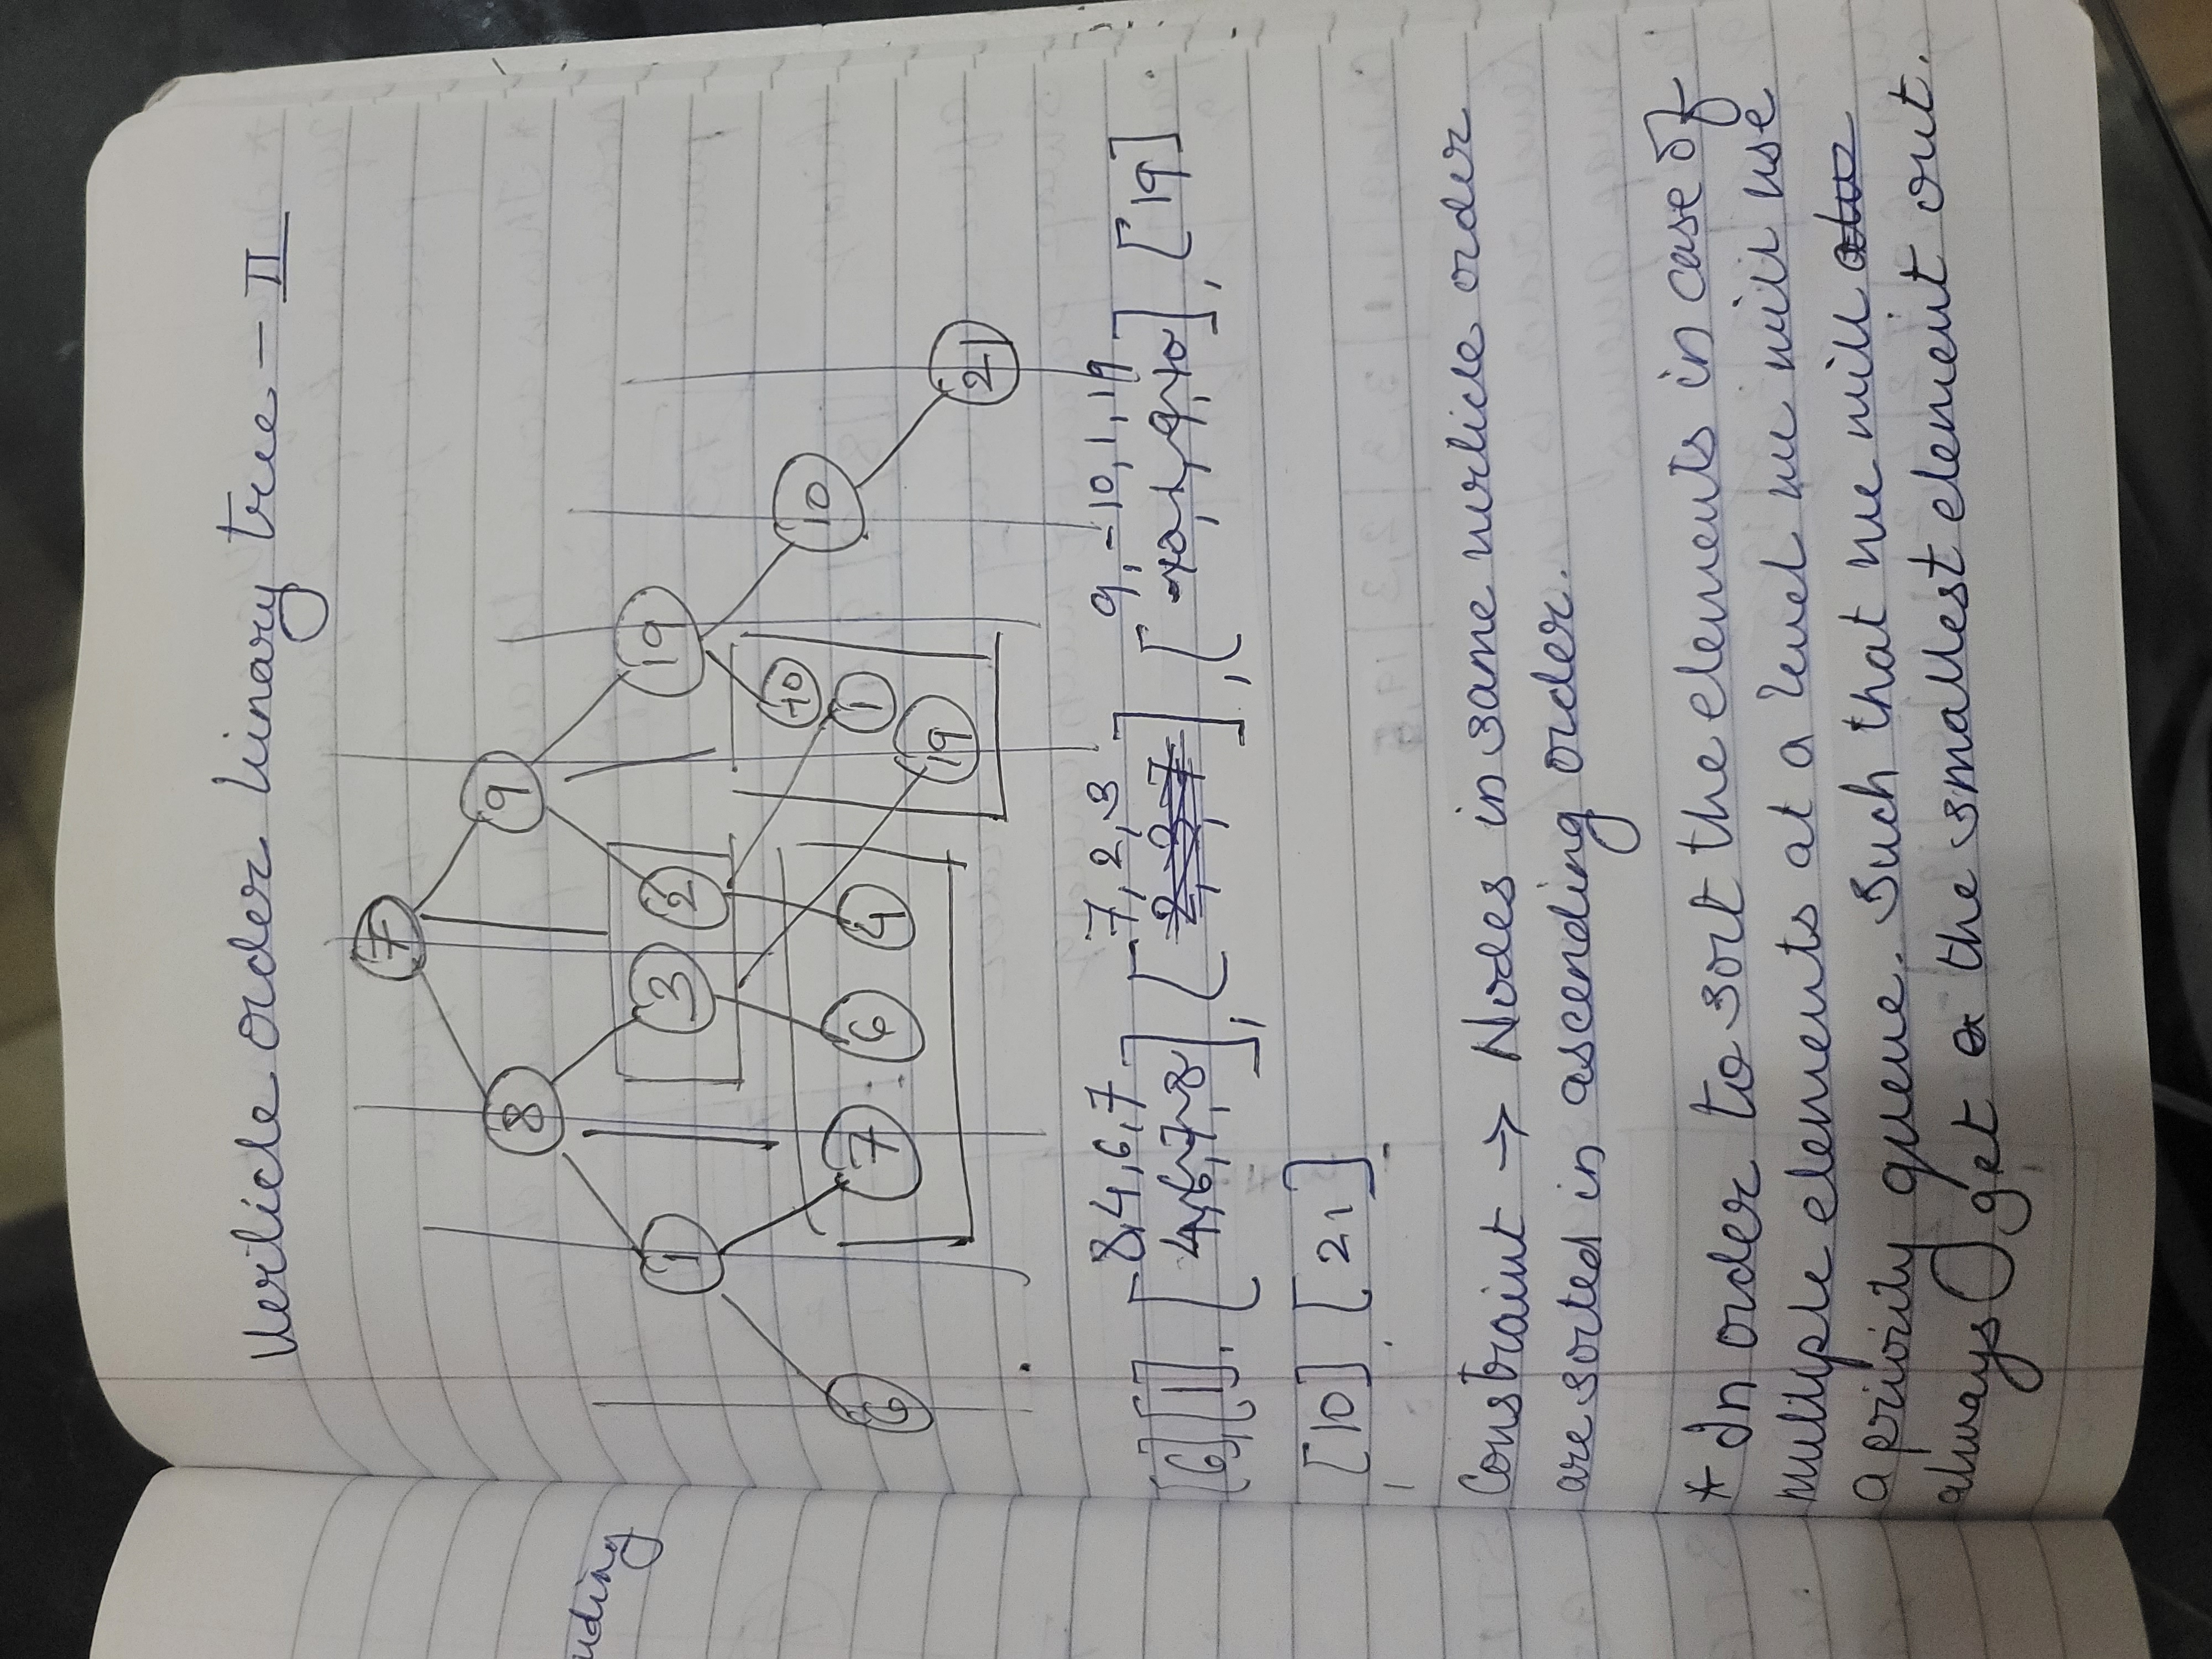 uding
Verticle order binary tree - II
7
8 9
1 3 2 19
-10 10
6 7 6 4 1
19 21
8,4,6,7 7,2,3 9,-10,1,19
[6],[1], [4,6,7,8], [2,3,7], [-10,1,9,10], [19]
[10] [21]
Constraint → Nodes in same verticle order
are sorted in ascending order.
* In order to sort the elements in case of
multiple elements at a level we will use
a priority queue. Such that we will
always get a the smallest element out.